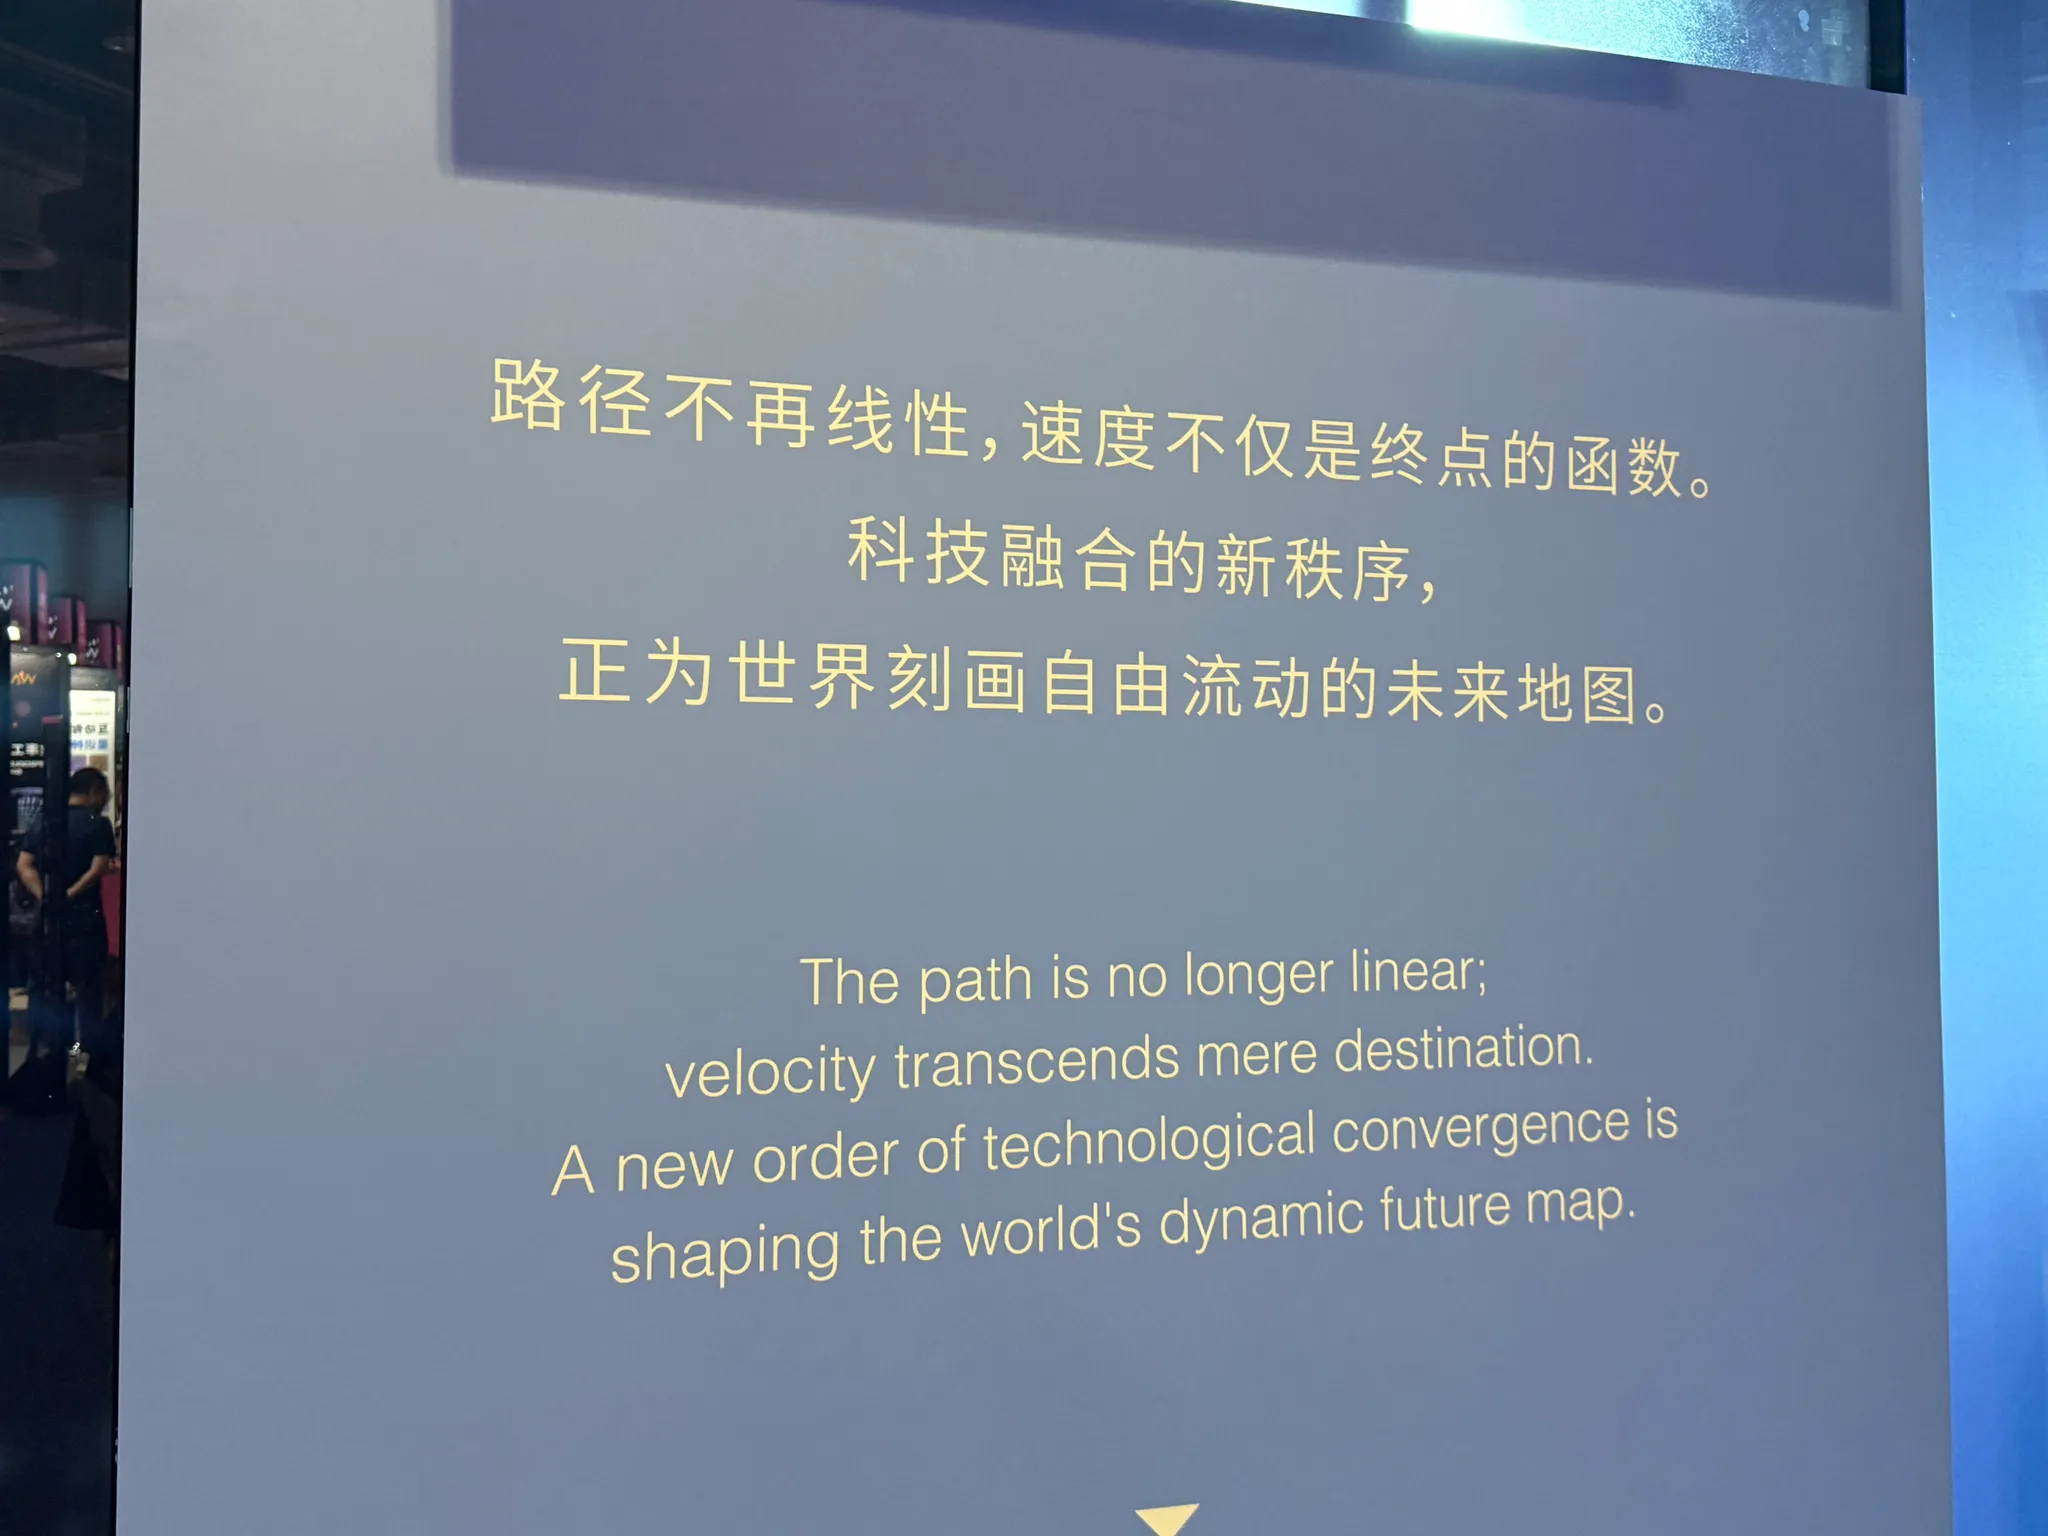 路径不再线性，速度不仅是终点的函数。
科技融合的新秩序，
正为世界刻画自由流动的未来地图。
The path is no longer linear;
velocity transcends mere destination.
A new order of technological convergence is
shaping the world's dynamic future map.